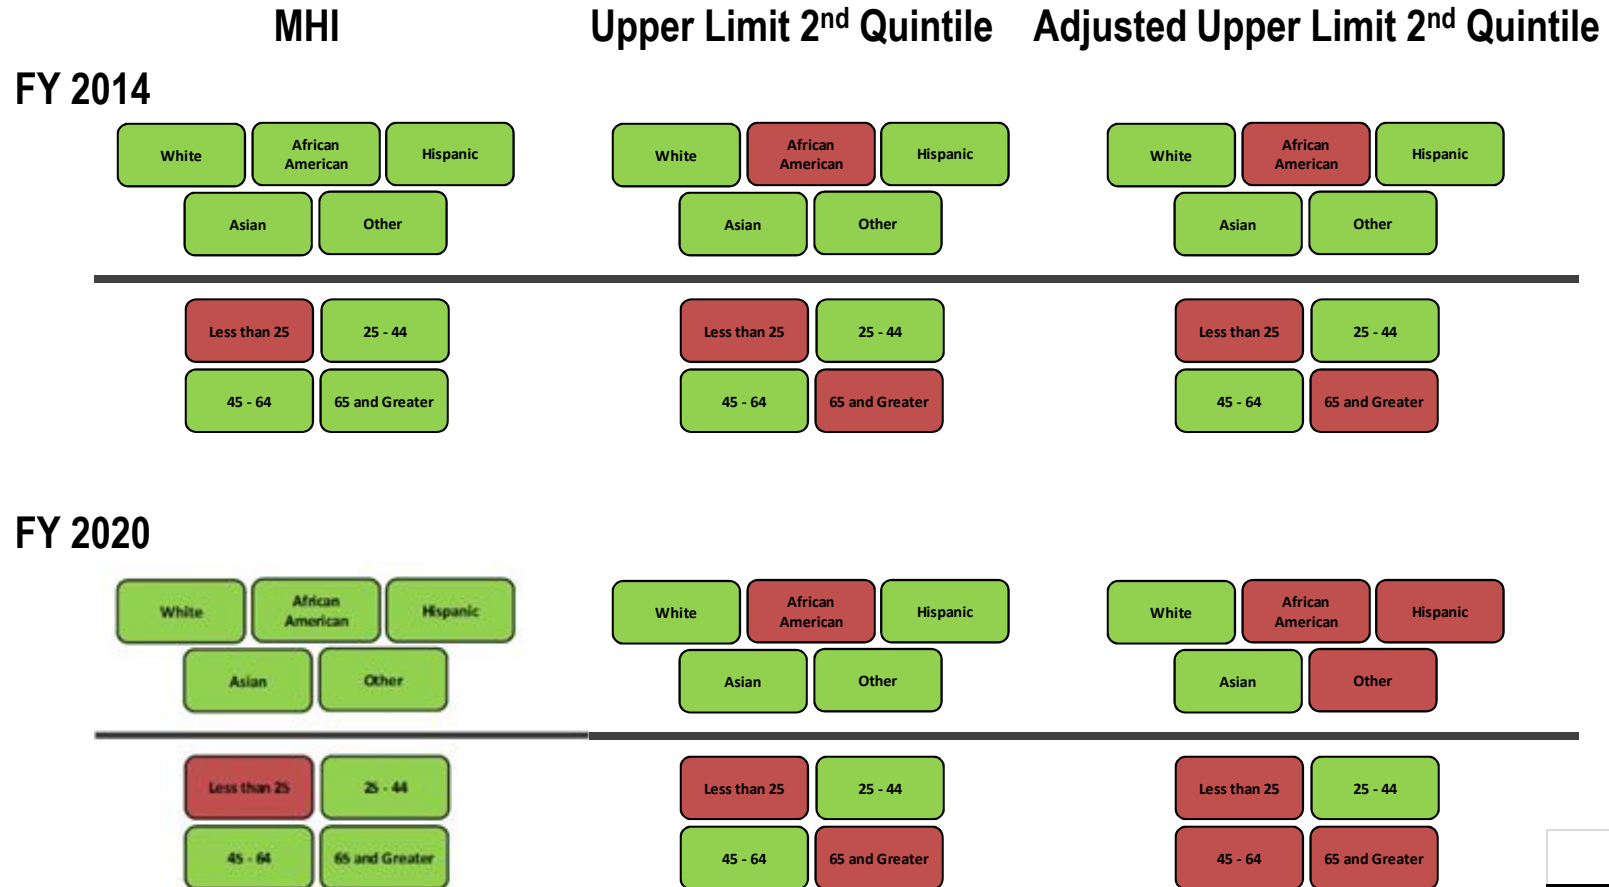 MHI Upper Limit 2nd Quintile Adjusted Upper Limit 2nd Quintile
FY 2014
White African American Hispanic White African American Hispanic White African American Hispanic
Asian Other Asian Other Asian Other
Less than 25 25 - 44 Less than 25 25 - 44 Less than 25 25 - 44
45 - 64 65 and Greater 45 - 64 65 and Greater 45 - 64 65 and Greater
FY 2020
White African American Hispanic White African American Hispanic White African American Hispanic
Asian Other Asian Other Asian Other
Less than 25 25 - 44 Less than 25 25 - 44 Less than 25 25 - 44
45 - 64 65 and Greater 45 - 64 65 and Greater 45 - 64 65 and Greater